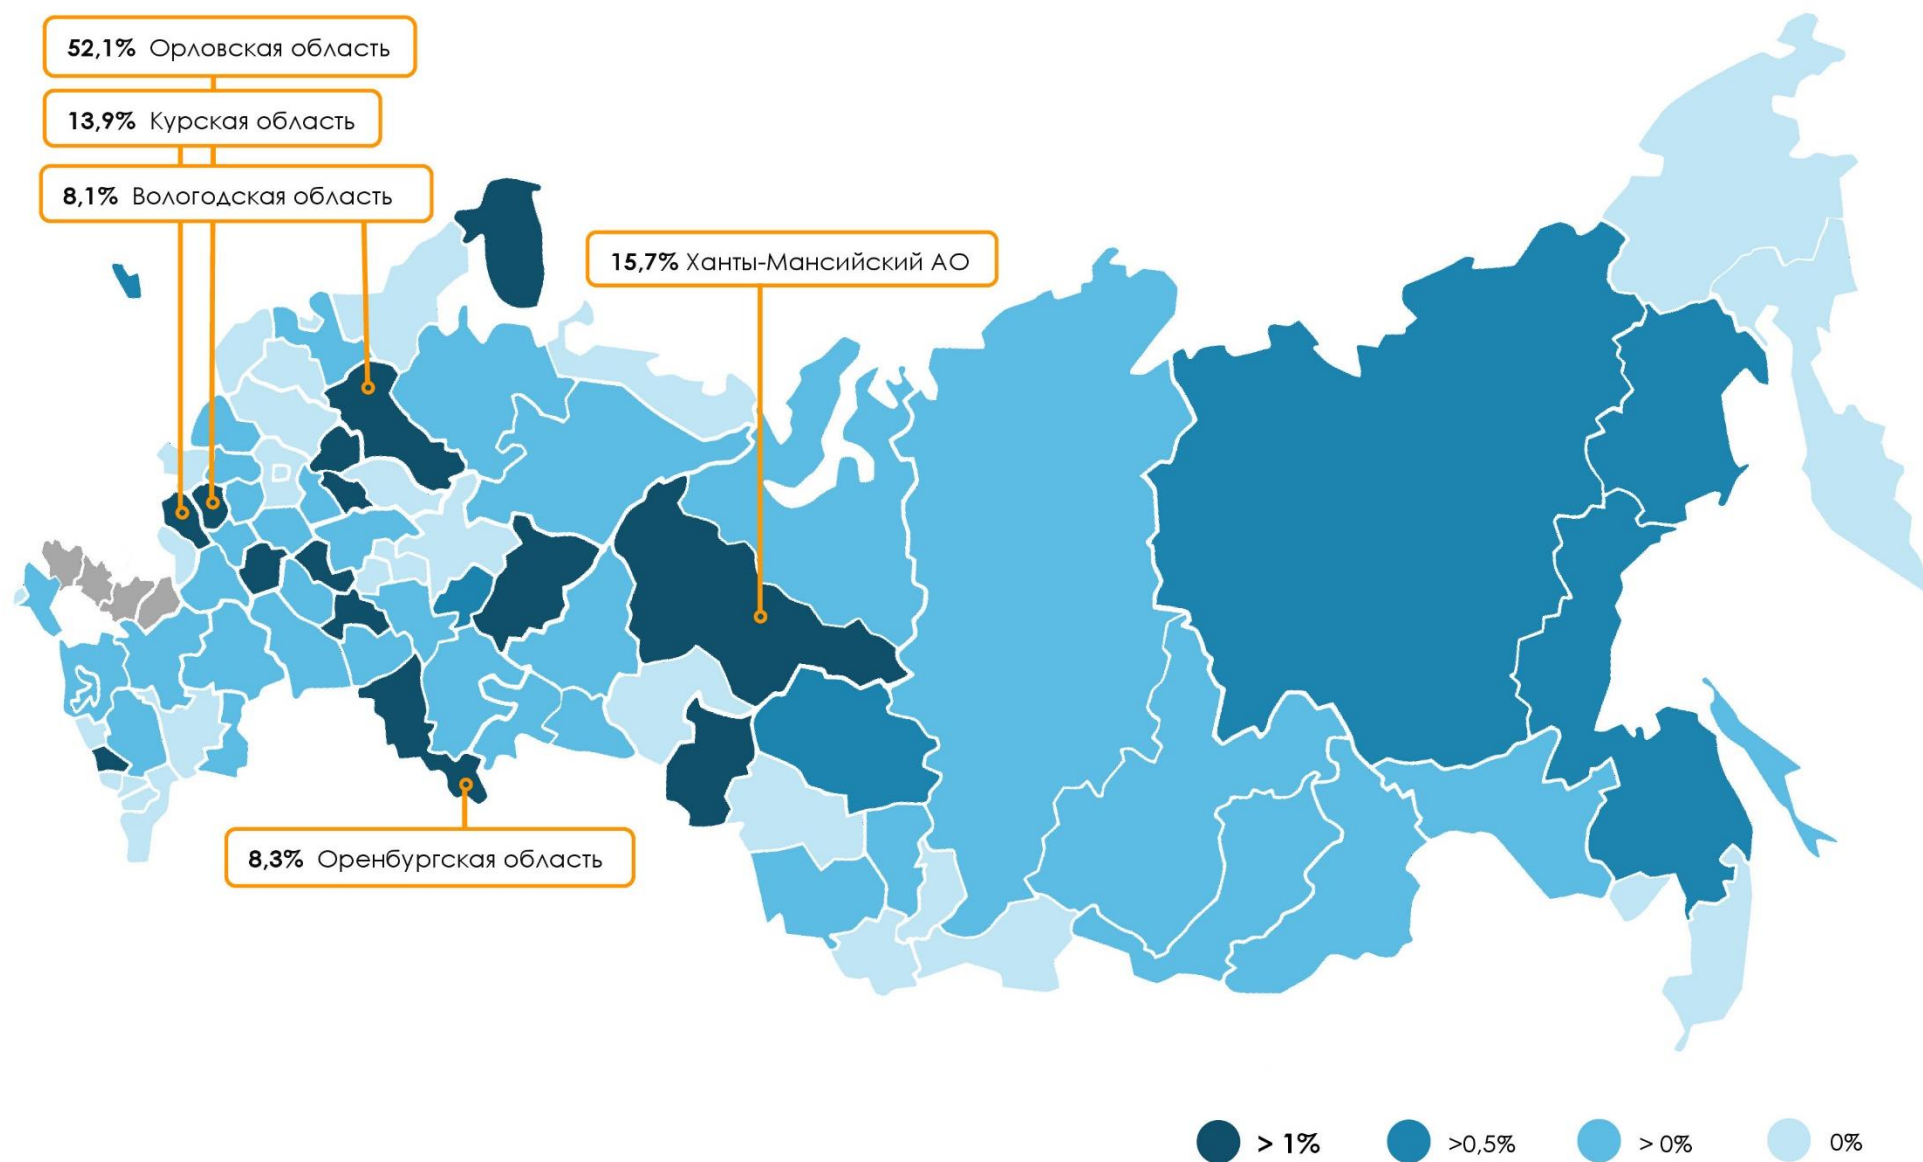 52,1% Орловская область
13,9% Курская область
8,1% Вологодская область
15,7% Ханты-Мансийский АО
8,3% Оренбургская область
> 1%
>0,5%
> 0%
0%